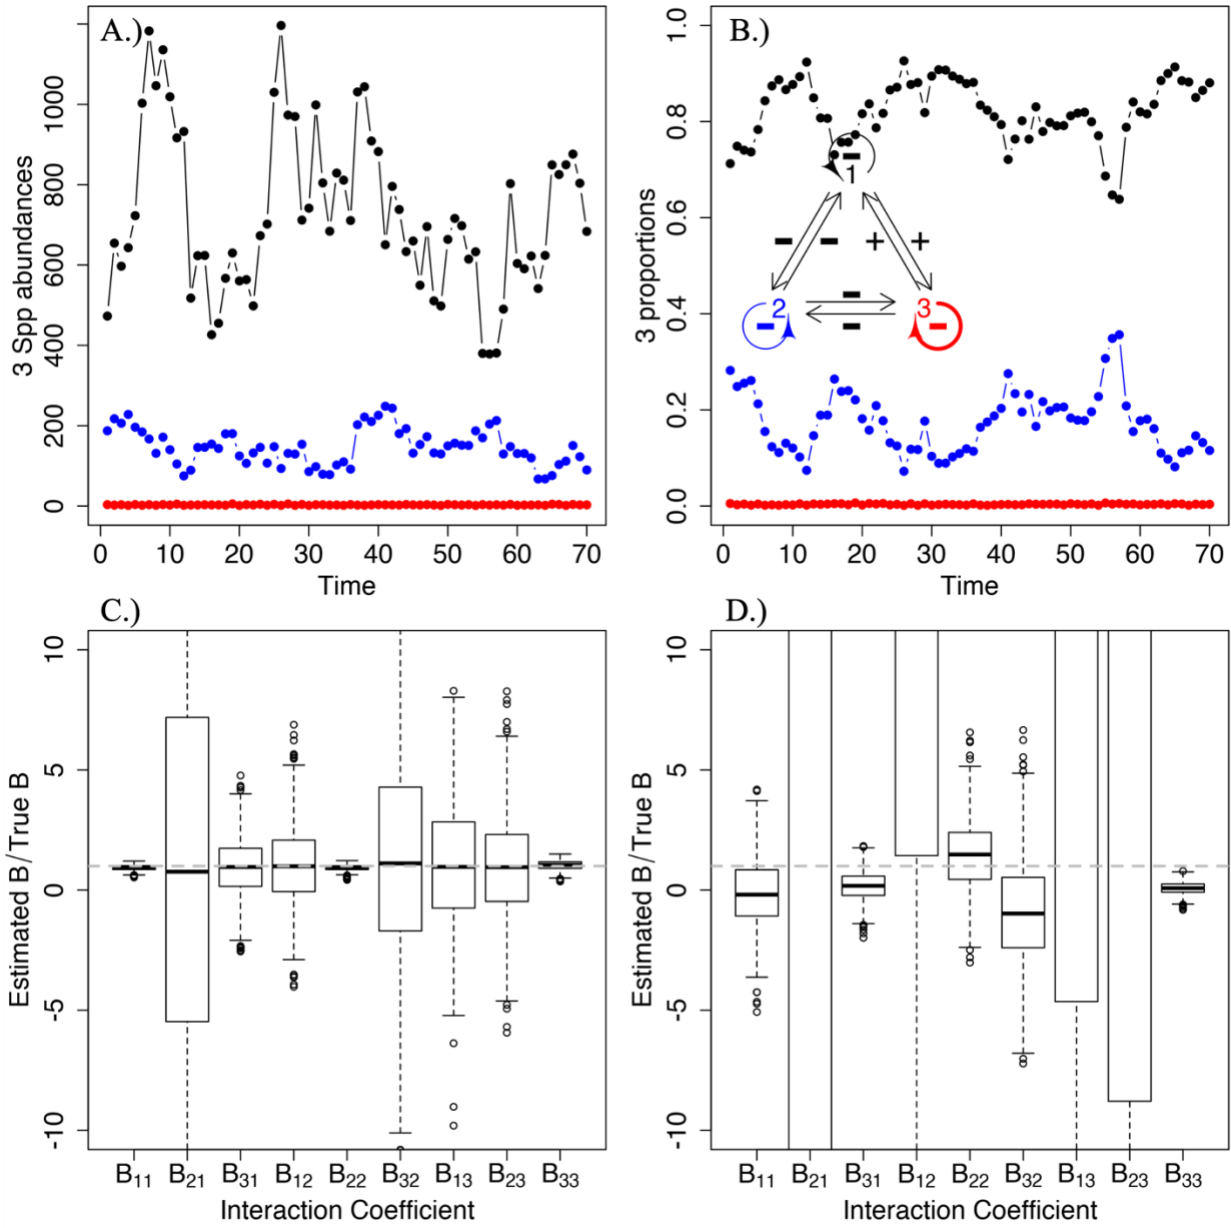 A.)
3 Spp abundances
0 200 400 600 800 1000
0 10 20 30 40 50 60 70
Time
B.)
3 proportions
0.0 0.2 0.4 0.6 0.8 1.0
1
- - + +
2 - 3
- - -
0 10 20 30 40 50 60 70
Time
C.)
Estimated B/True B
-10 -5 0 5 10
B11 B21 B31 B12 B22 B32 B13 B23 B33
Interaction Coefficient
D.)
Estimated B/True B
-10 -5 0 5 10
B11 B21 B31 B12 B22 B32 B13 B23 B33
Interaction Coefficient